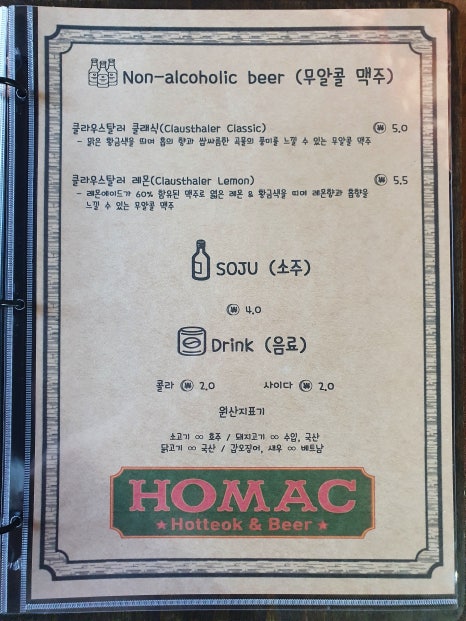 Non-alcoholic beer (무알콜 맥주)
클라우스탈러 클래식(Clausthaler Classic) ₩ 5.0
- 맑은 황금색을 띠며 홉의 향과 쌉싸름한 곡물의 풍미를 느낄 수 있는 무알콜 맥주
클라우스탈러 레몬(Clausthaler Lemon) ₩ 5.5
- 레몬에이드가 60% 함유된 맥주로 옅은 레몬 & 황금색을 띠며 레몬향과 홉향을
느낄 수 있는 무알콜 맥주
SOJU (소주)
₩ 4.0
Drink (음료)
콜라 ₩ 2.0 사이다 ₩ 2.0
원산지표기
소고기 ∞ 호주 / 돼지고기 ∞ 수입, 국산
닭고기 ∞ 국산 / 갑오징어, 새우 ∞ 베트남
HOMAC
★ Hotteok & Beer ★